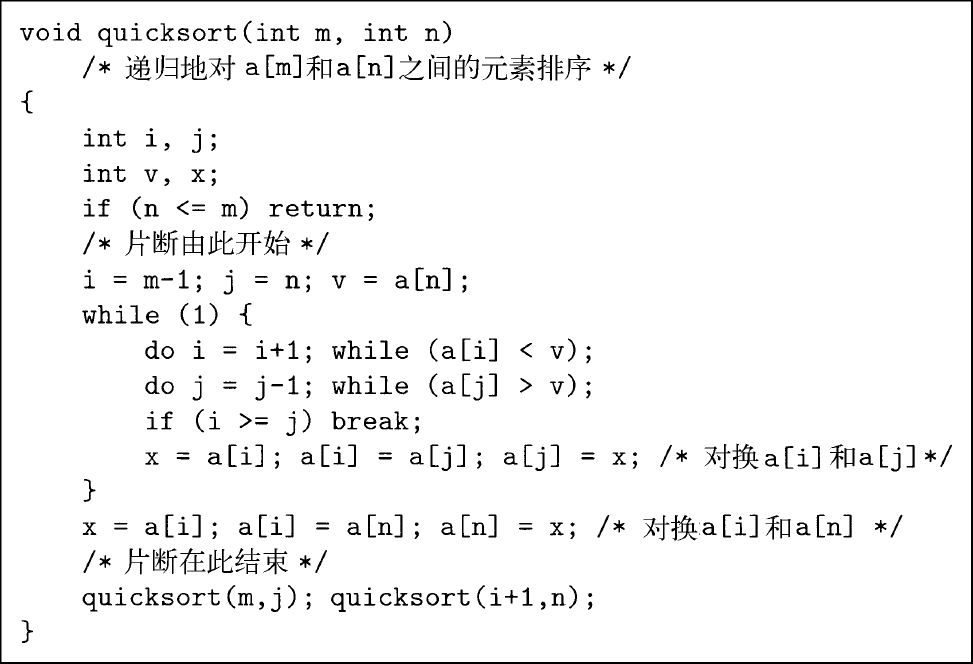 void quicksort(int m, int n)
    /* 递归地对 a[m]和a[n]之间的元素排序 */
{
    int i, j;
    int v, x;
    if (n <= m) return;
    /* 片断由此开始 */
    i = m-1; j = n; v = a[n];
    while (1) {
        do i = i+1; while (a[i] < v);
        do j = j-1; while (a[j] > v);
        if (i >= j) break;
        x = a[i]; a[i] = a[j]; a[j] = x; /* 对换a[i]和a[j]*/
    }
    x = a[i]; a[i] = a[n]; a[n] = x; /* 对换a[i]和a[n] */
    /* 片断在此结束 */
    quicksort(m,j); quicksort(i+1,n);
}